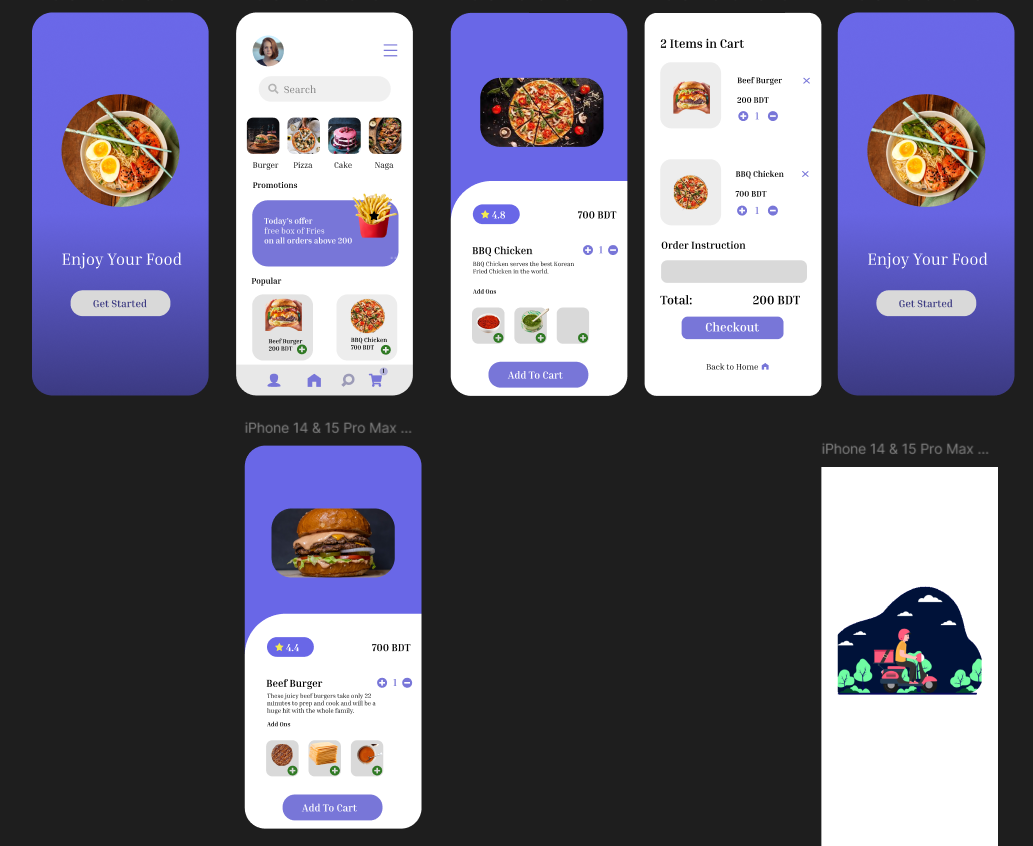 Enjoy Your Food
Get Started
Search
Burger
Pizza
Cake
Naga
Promotions
Today's offer
free box of Fries
on all orders above 200
Popular
Beef Burger
200 BDT
BBQ Chicken
700 BDT
1
4.8
700 BDT
BBQ Chicken
1
BBQ Chicken serves the best Korean
Fried Chicken in the world.
Add Ons
Add To Cart
2 Items in Cart
Beef Burger
200 BDT
1
BBQ Chicken
700 BDT
1
Order Instruction
Total: 200 BDT
Checkout
Back to Home
Enjoy Your Food
Get Started
iPhone 14 & 15 Pro Max ...
4.4
700 BDT
Beef Burger
1
These juicy beef burgers take only 22
minutes to prep and cook and will be a
huge hit with the whole family.
Add Ons
Add To Cart
iPhone 14 & 15 Pro Max ...